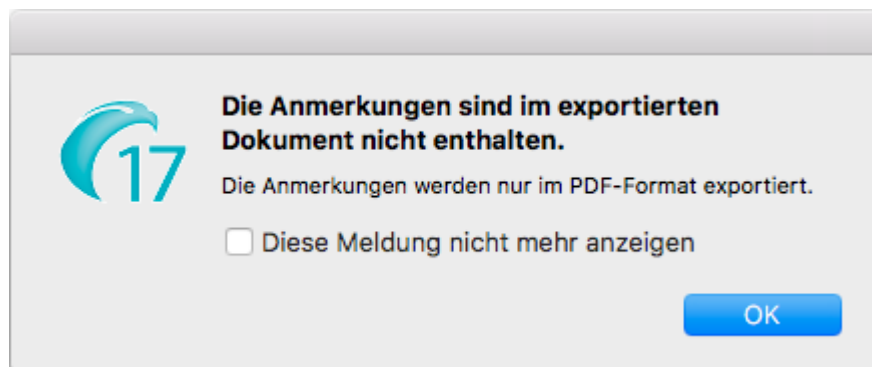 Die Anmerkungen sind im exportierten
Dokument nicht enthalten.
17
Die Anmerkungen werden nur im PDF-Format exportiert.
Diese Meldung nicht mehr anzeigen
OK